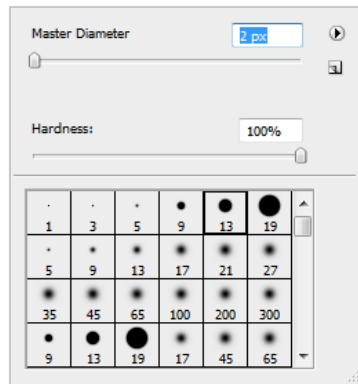 Master Diameter 2 px
Hardness: 100%
1 3 5 9 13 19
5 9 13 17 21 27
35 45 65 100 200 300
9 13 19 17 45 65